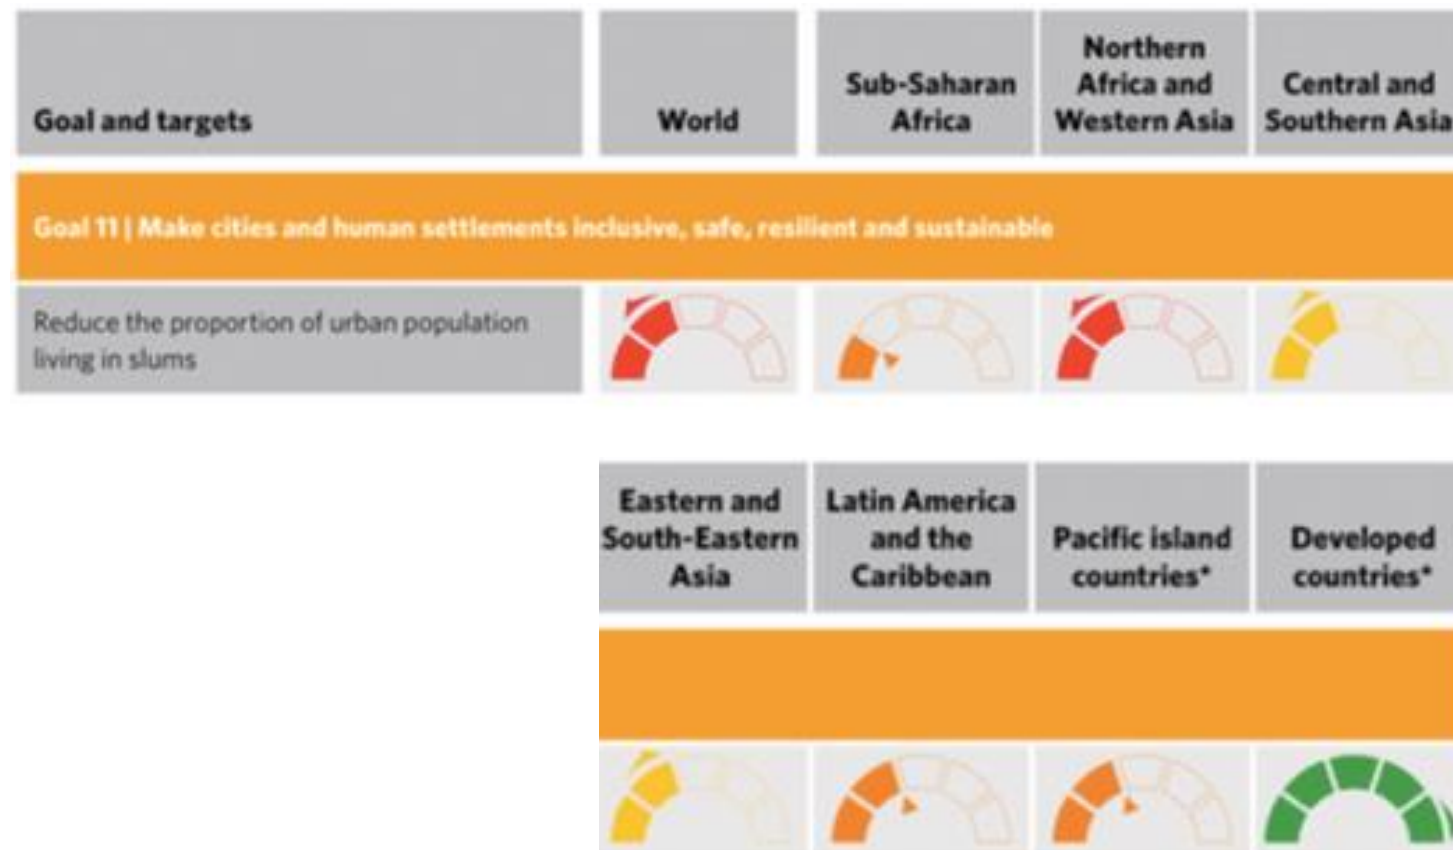 Goal and targets
World
Sub-Saharan
Africa
Northern
Africa and
Western Asia
Central and
Southern Asia
Goal 11 | Make cities and human settlements inclusive, safe, resilient and sustainable
Reduce the proportion of urban population
living in slums
Eastern and
South-Eastern
Asia
Latin America
and the
Caribbean
Pacific island
countries*
Developed
countries*